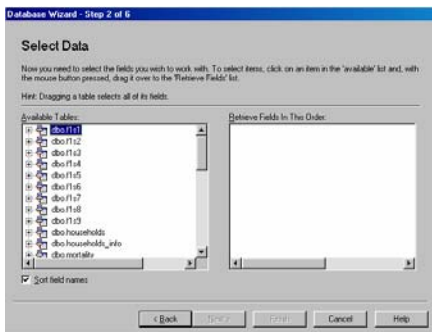 Database Wizard - Step 2 of 6
Select Data
Now you need to select the fields you wish to work with. To select items, click on an item in the 'available' list and, with
the mouse button pressed, drag it over to the 'Retrieve Fields' list.
Hint: Dragging a table selects all of its fields.
Available Tables:
Retrieve Fields In This Order:
dbo.f1s1
dbo.f1s2
dbo.f1s3
dbo.f1s4
dbo.f1s5
dbo.f1s6
dbo.f1s7
dbo.f1s8
dbo.f1s9
dbo.households
dbo.households_info
dbo.mortality
Sort field names
< Back
Next >
Finish
Cancel
Help